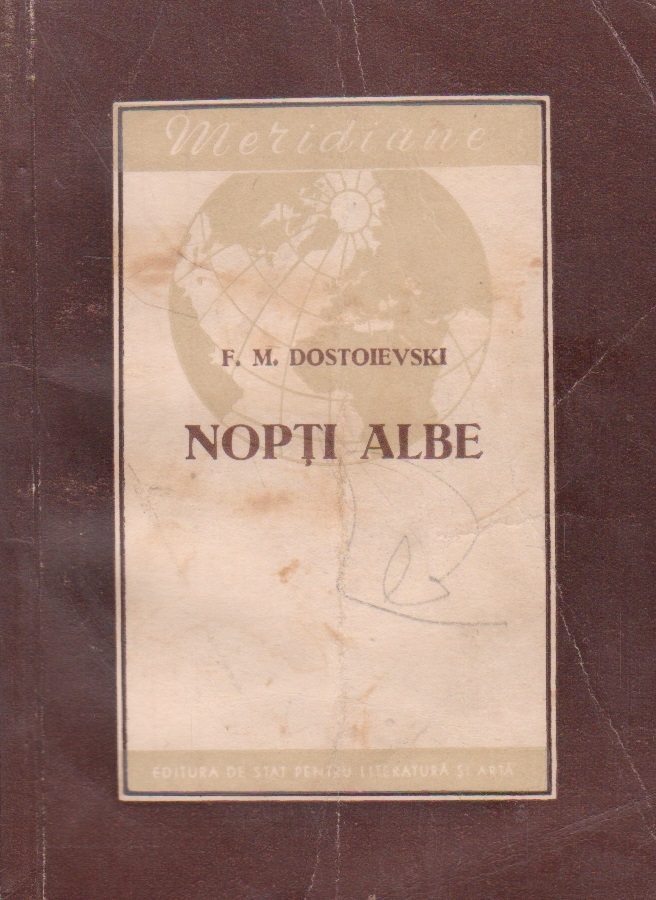 Meridiane
F. M. DOSTOIEVSKI
NOPȚI ALBE
EDITURA DE STAT PENTRU LITERATURĂ ȘI ARTĂ